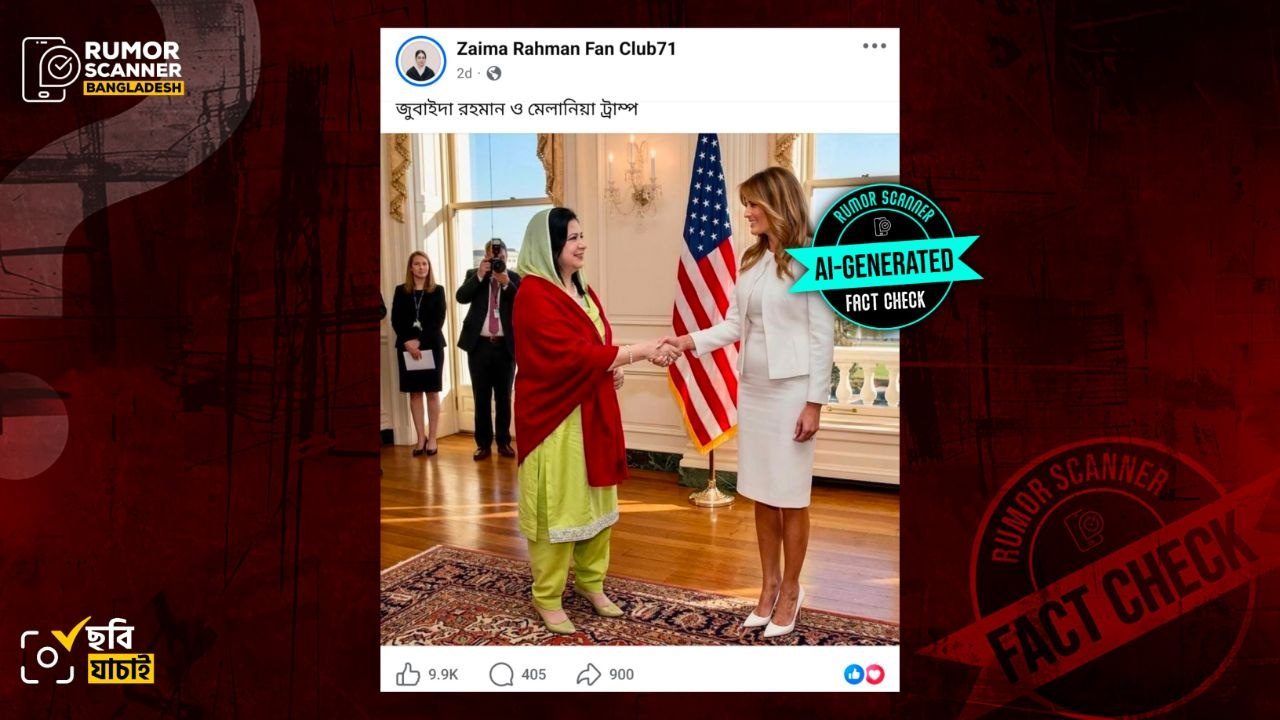 RUMOR
SCANNER
BANGLADESH
Zaima Rahman Fan Club71
2d ·
জুবাইদা রহমান ও মেলানিয়া ট্রাম্প
RUMOR SCANNER
AI-GENERATED
FACT CHECK
RUMOR SCANNER
FACT CHECK
ছবি
যাচাই
9.9K 405 900